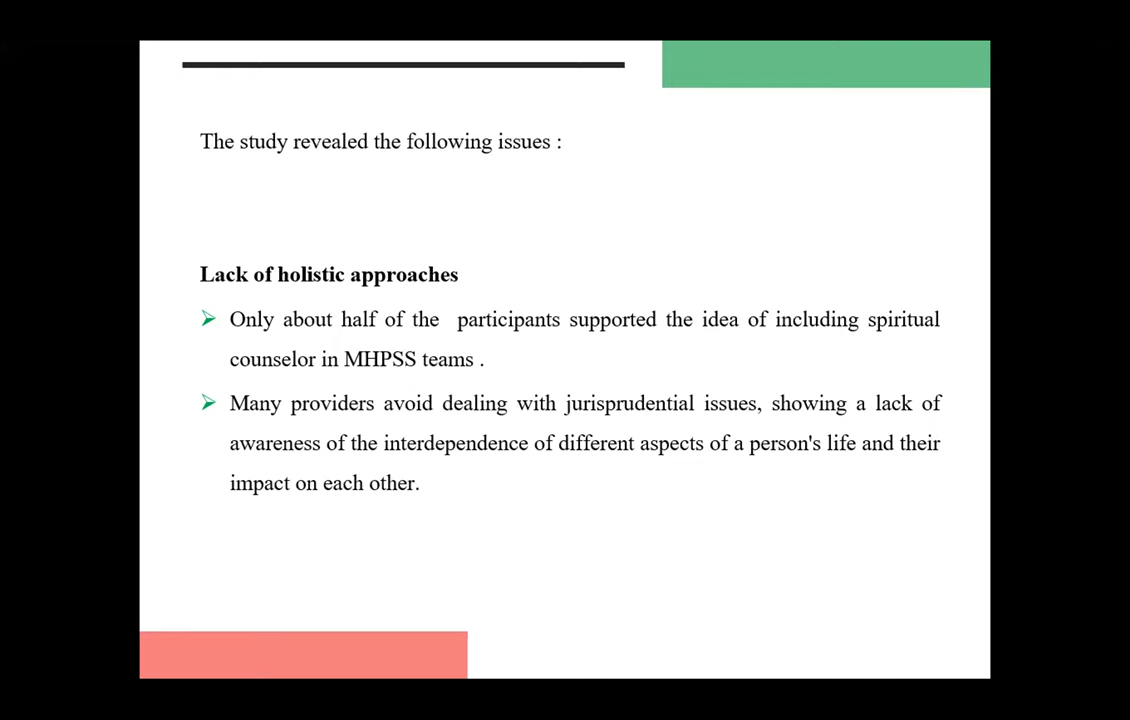 The study revealed the following issues :
Lack of holistic approaches
Only about half of the participants supported the idea of including spiritual
counselor in MHPSS teams .
Many providers avoid dealing with jurisprudential issues, showing a lack of
awareness of the interdependence of different aspects of a person's life and their
impact on each other.